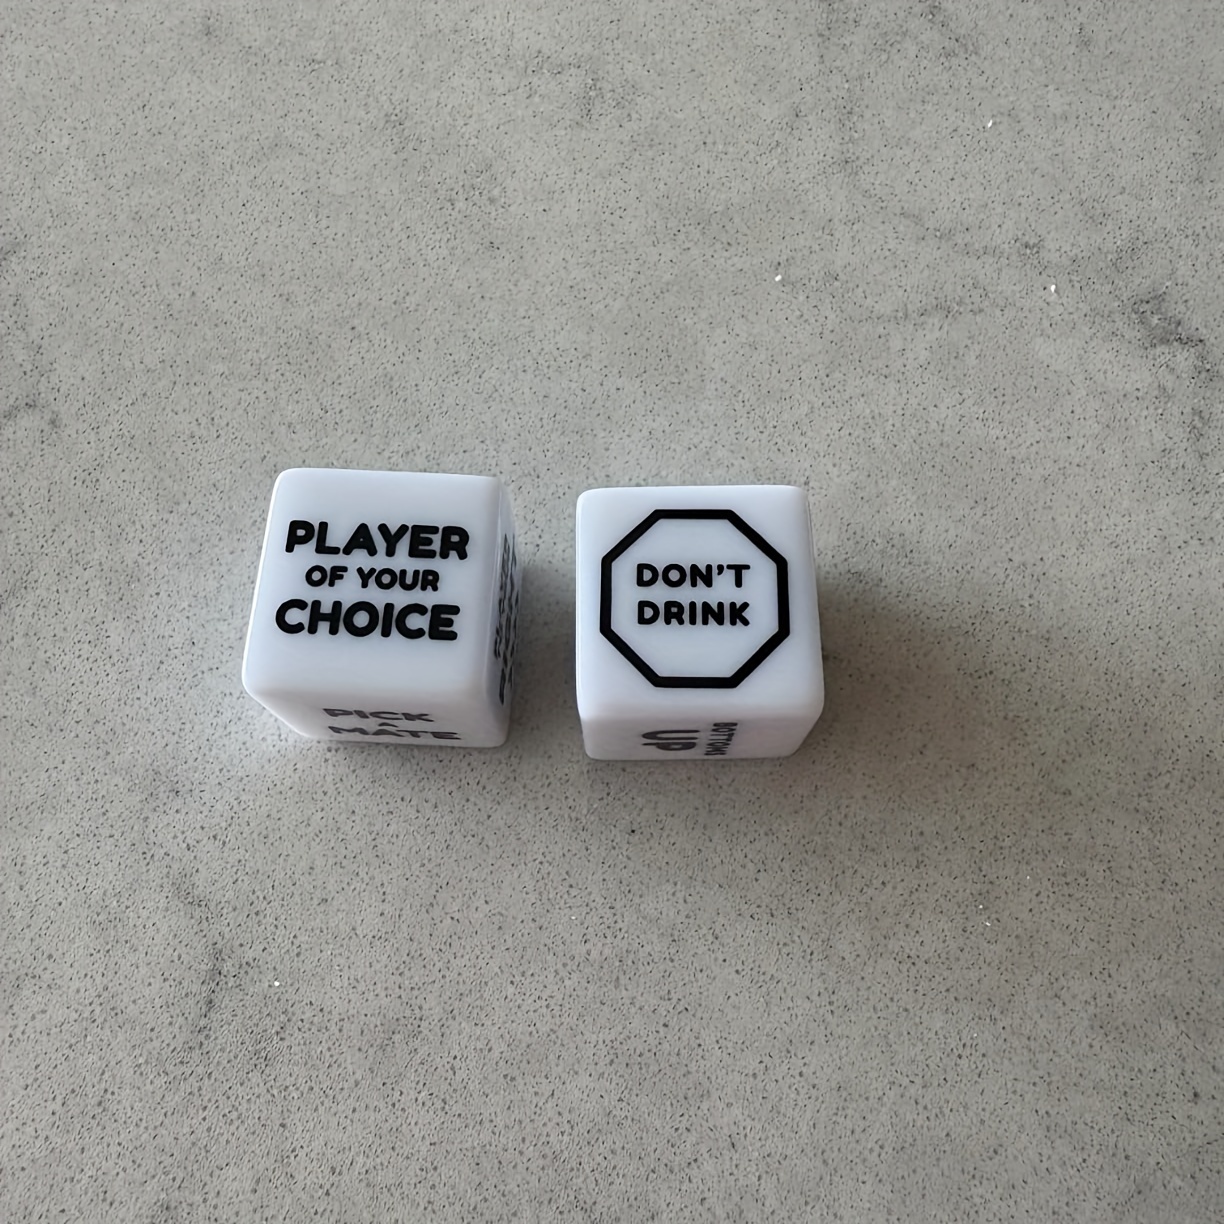 PLAYER
OF YOUR
CHOICE
PICK
A
MATE
DON'T
DRINK
BOTTOMS
UP